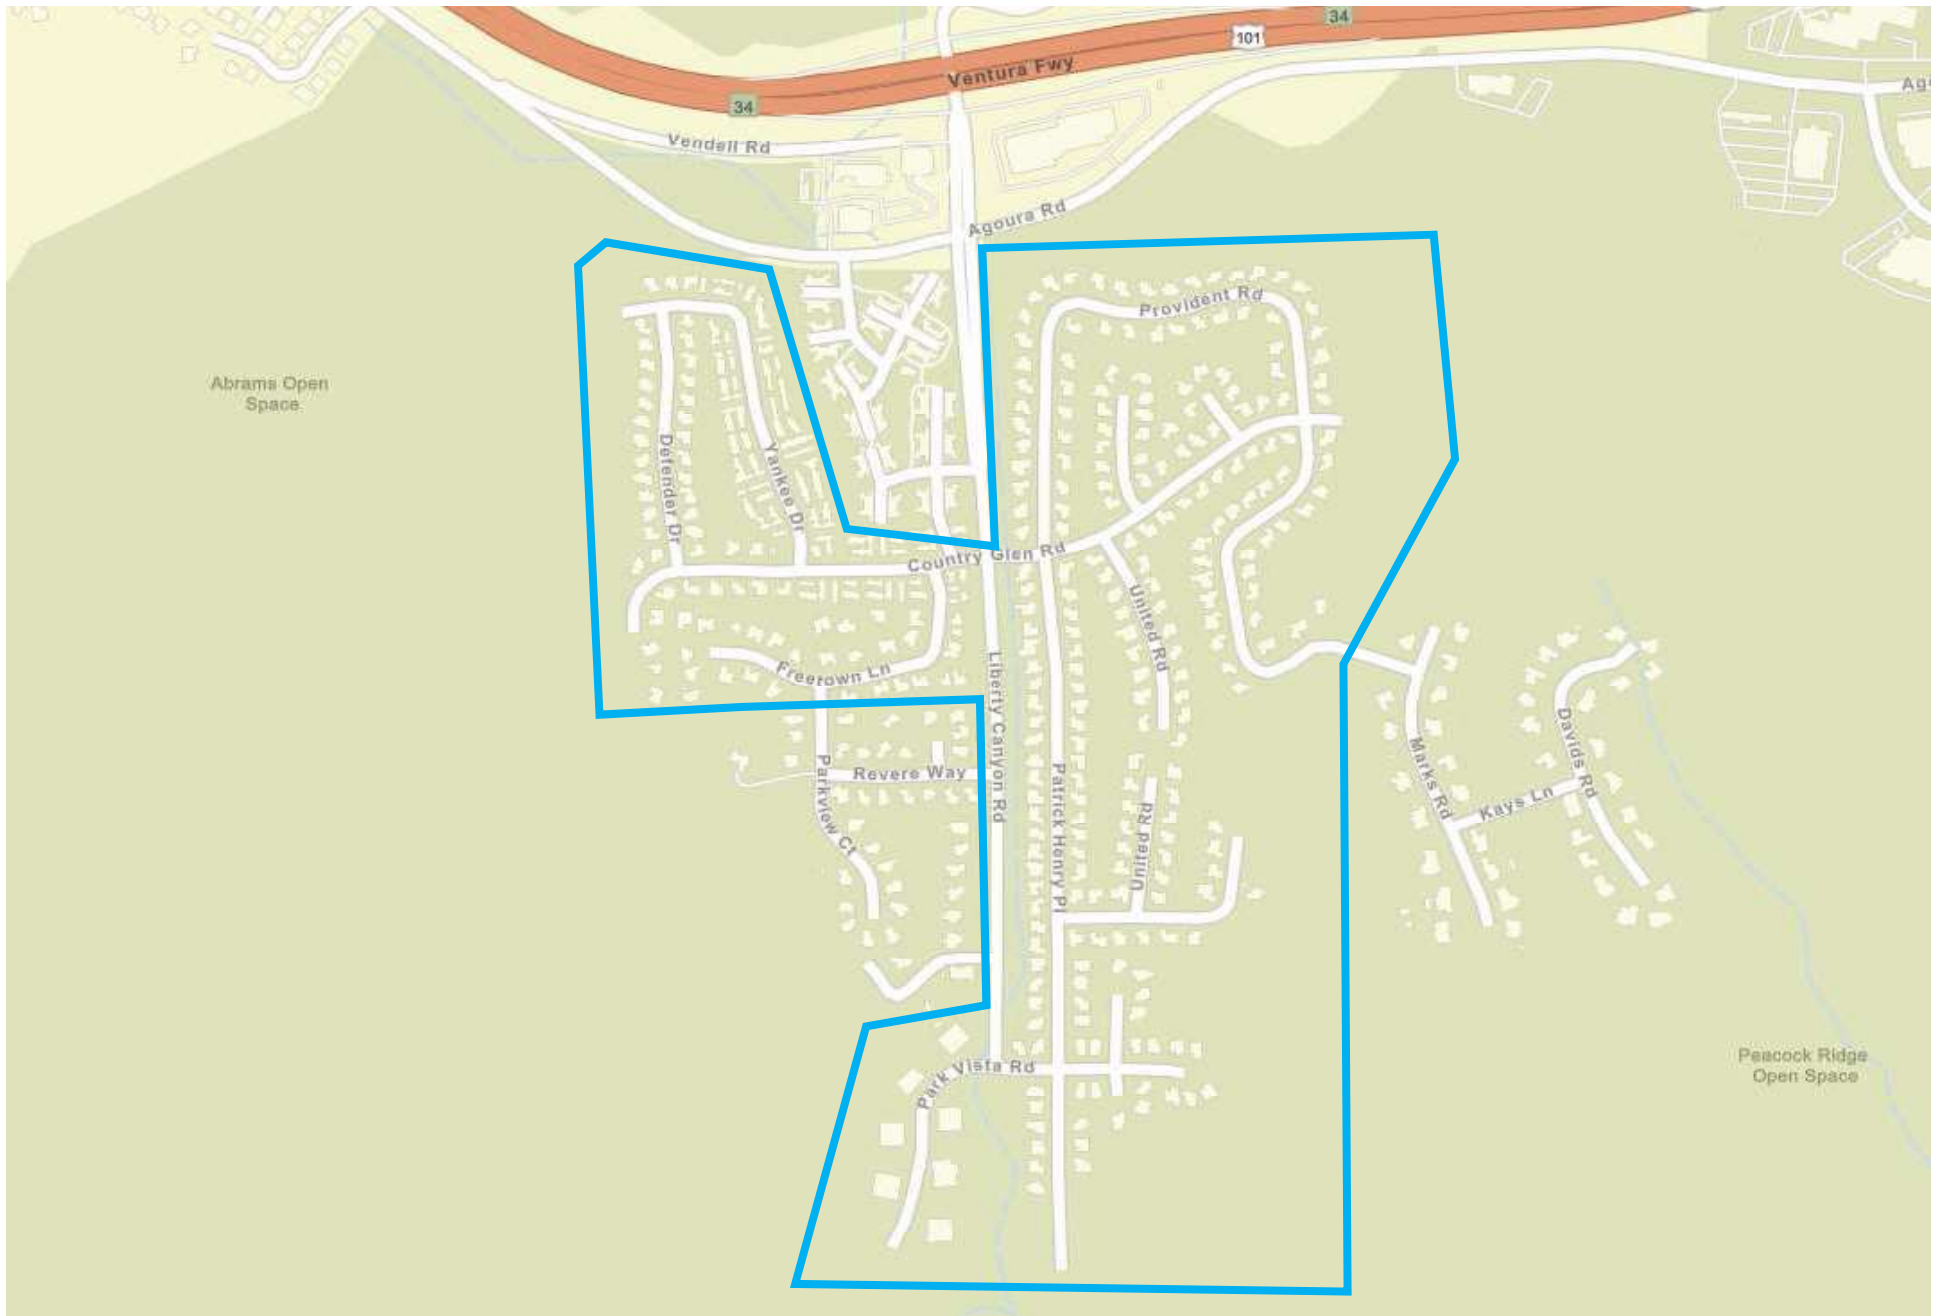 34
101
Ventura Fwy
34
Ago
Vendell Rd
Agoura Rd
Provident Rd
Abrams Open
Space
Defender Dr
Yankee Dr
Country Glen Rd
United Rd
Freetown Ln
Liberty Canyon Rd
Davids Rd
Marks Rd
Parkview Ct
Revere Way
Patrick Henry Pl
Kays Ln
United Rd
Park Vista Rd
Peacock Ridge
Open Space